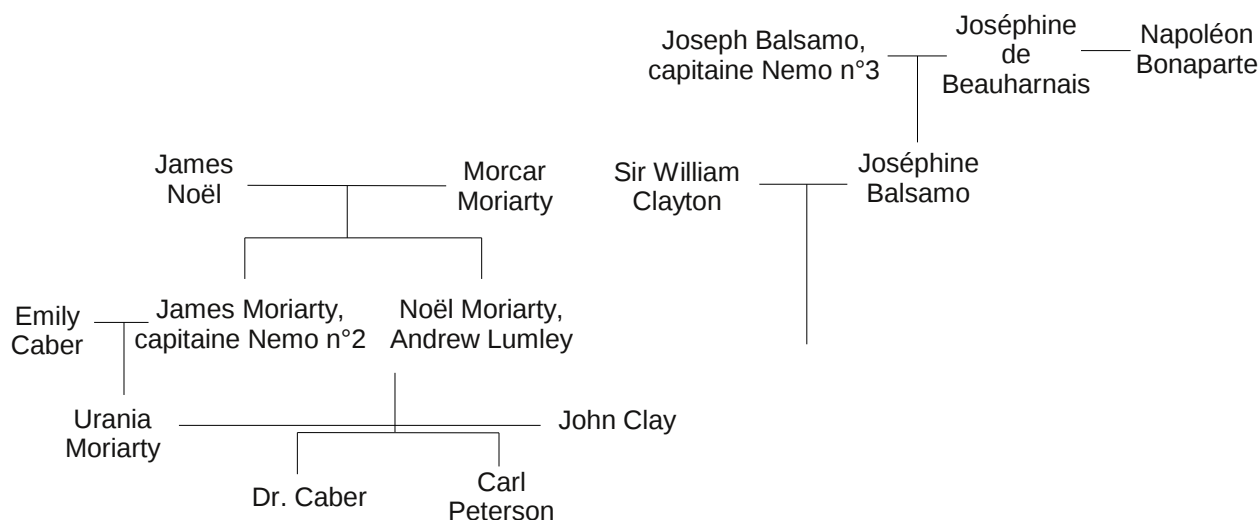 Joseph Balsamo,
capitaine Nemo n°3
Joséphine
de
Beauharnais
Napoléon
Bonaparte
James
Noël
Morcar
Moriarty
Sir William
Clayton
Joséphine
Balsamo
Emily
Caber
James Moriarty,
capitaine Nemo n°2
Noël Moriarty,
Andrew Lumley
Urania
Moriarty
John Clay
Dr. Caber
Carl
Peterson